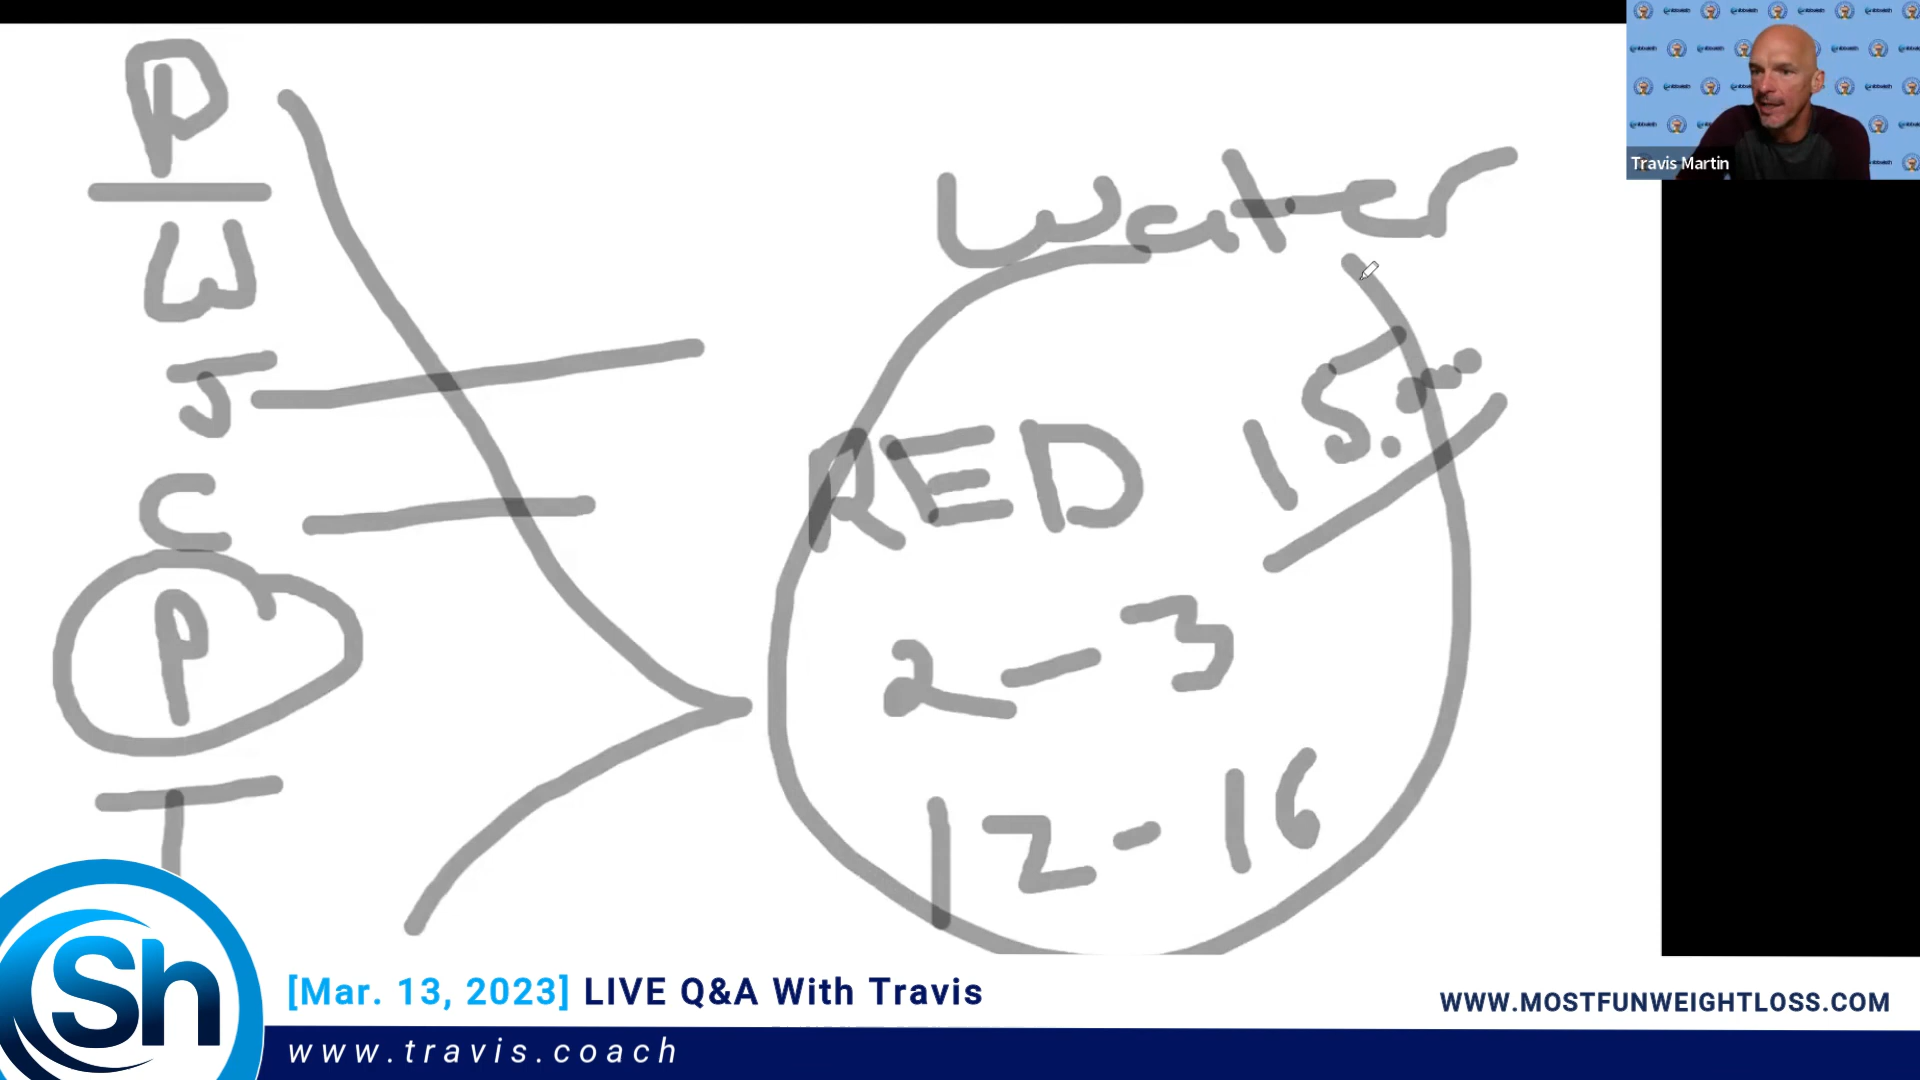 P
W
J
C
P
T
Water
RED 15.
2-3
12-16
Travis Martin
Sh
[Mar. 13, 2023] LIVE Q&A With Travis
www.travis.coach
WWW.MOSTFUNWEIGHTLOSS.COM